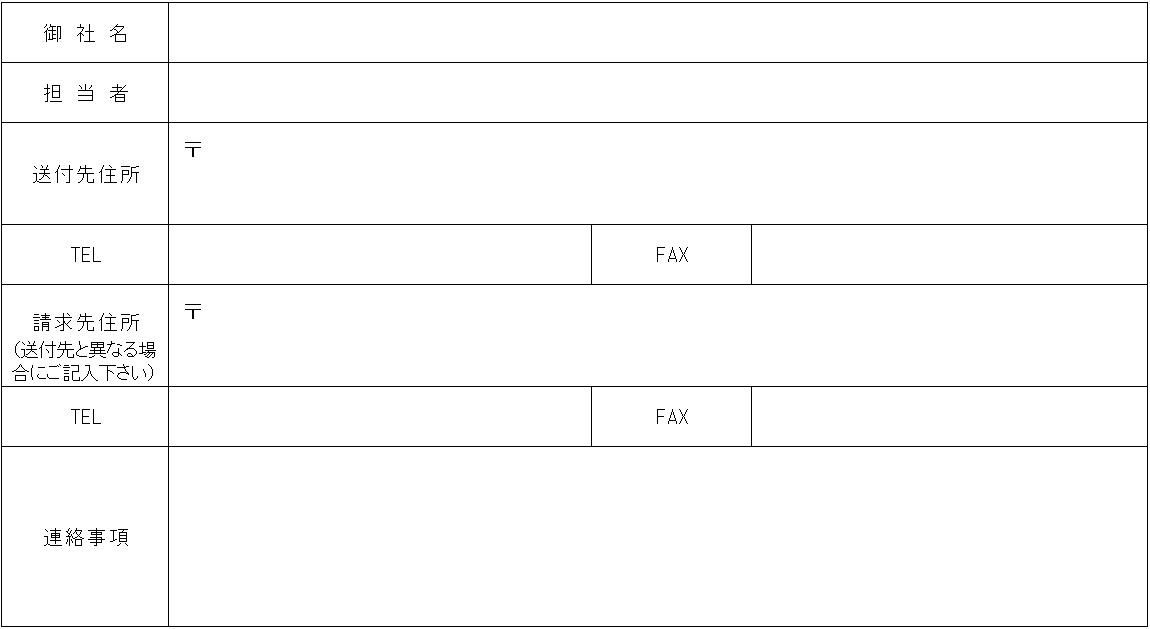 御 社 名
担 当 者
〒
送付先住所
TEL FAX
〒
請求先住所
（送付先と異なる場
合にご記入下さい）
TEL FAX
連絡事項